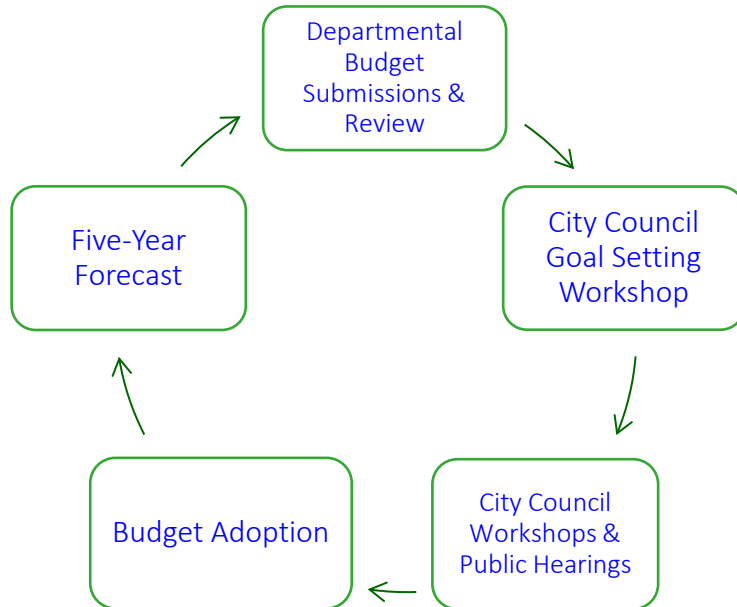 Departmental
Budget
Submissions &
Review
City Council
Goal Setting
Workshop
City Council
Workshops &
Public Hearings
Budget Adoption
Five-Year
Forecast